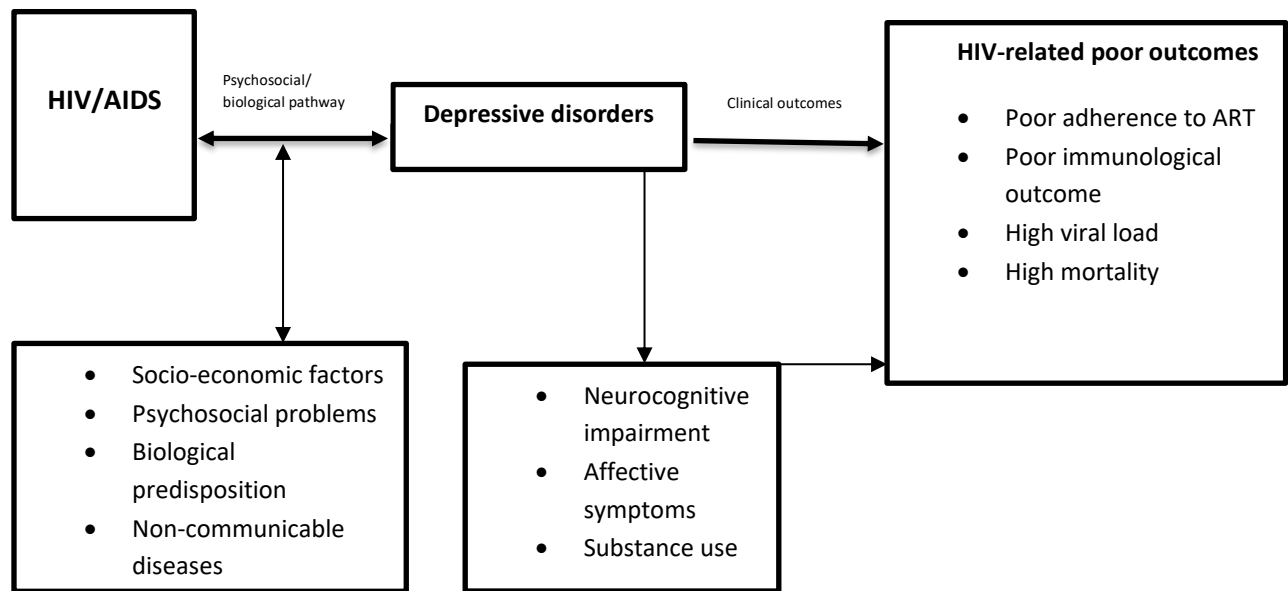 HIV/AIDS
Psychosocial/
biological pathway
Depressive disorders
Clinical outcomes
HIV-related poor outcomes
• Poor adherence to ART
• Poor immunological
outcome
• High viral load
• High mortality
• Socio-economic factors
• Psychosocial problems
• Biological
predisposition
• Non-communicable
diseases
• Neurocognitive
impairment
• Affective
symptoms
• Substance use